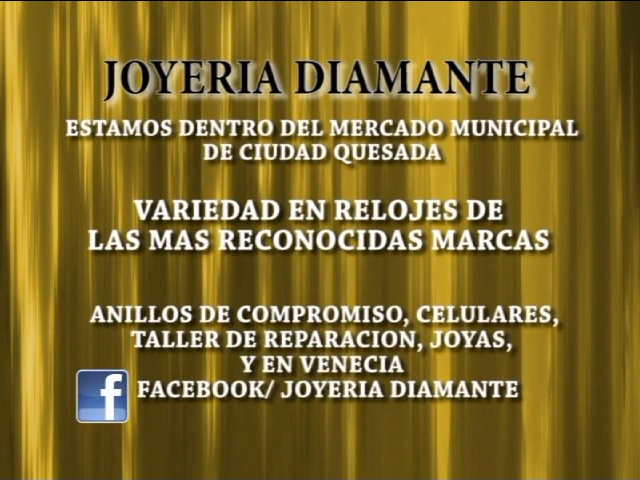 JOYERIA DIAMANTE
ESTAMOS DENTRO DEL MERCADO MUNICIPAL
DE CIUDAD QUESADA
VARIEDAD EN RELOJES DE
LAS MAS RECONOCIDAS MARCAS
ANILLOS DE COMPROMISO, CELULARES,
TALLER DE REPARACION, JOYAS,
Y EN VENECIA
f FACEBOOK/ JOYERIA DIAMANTE